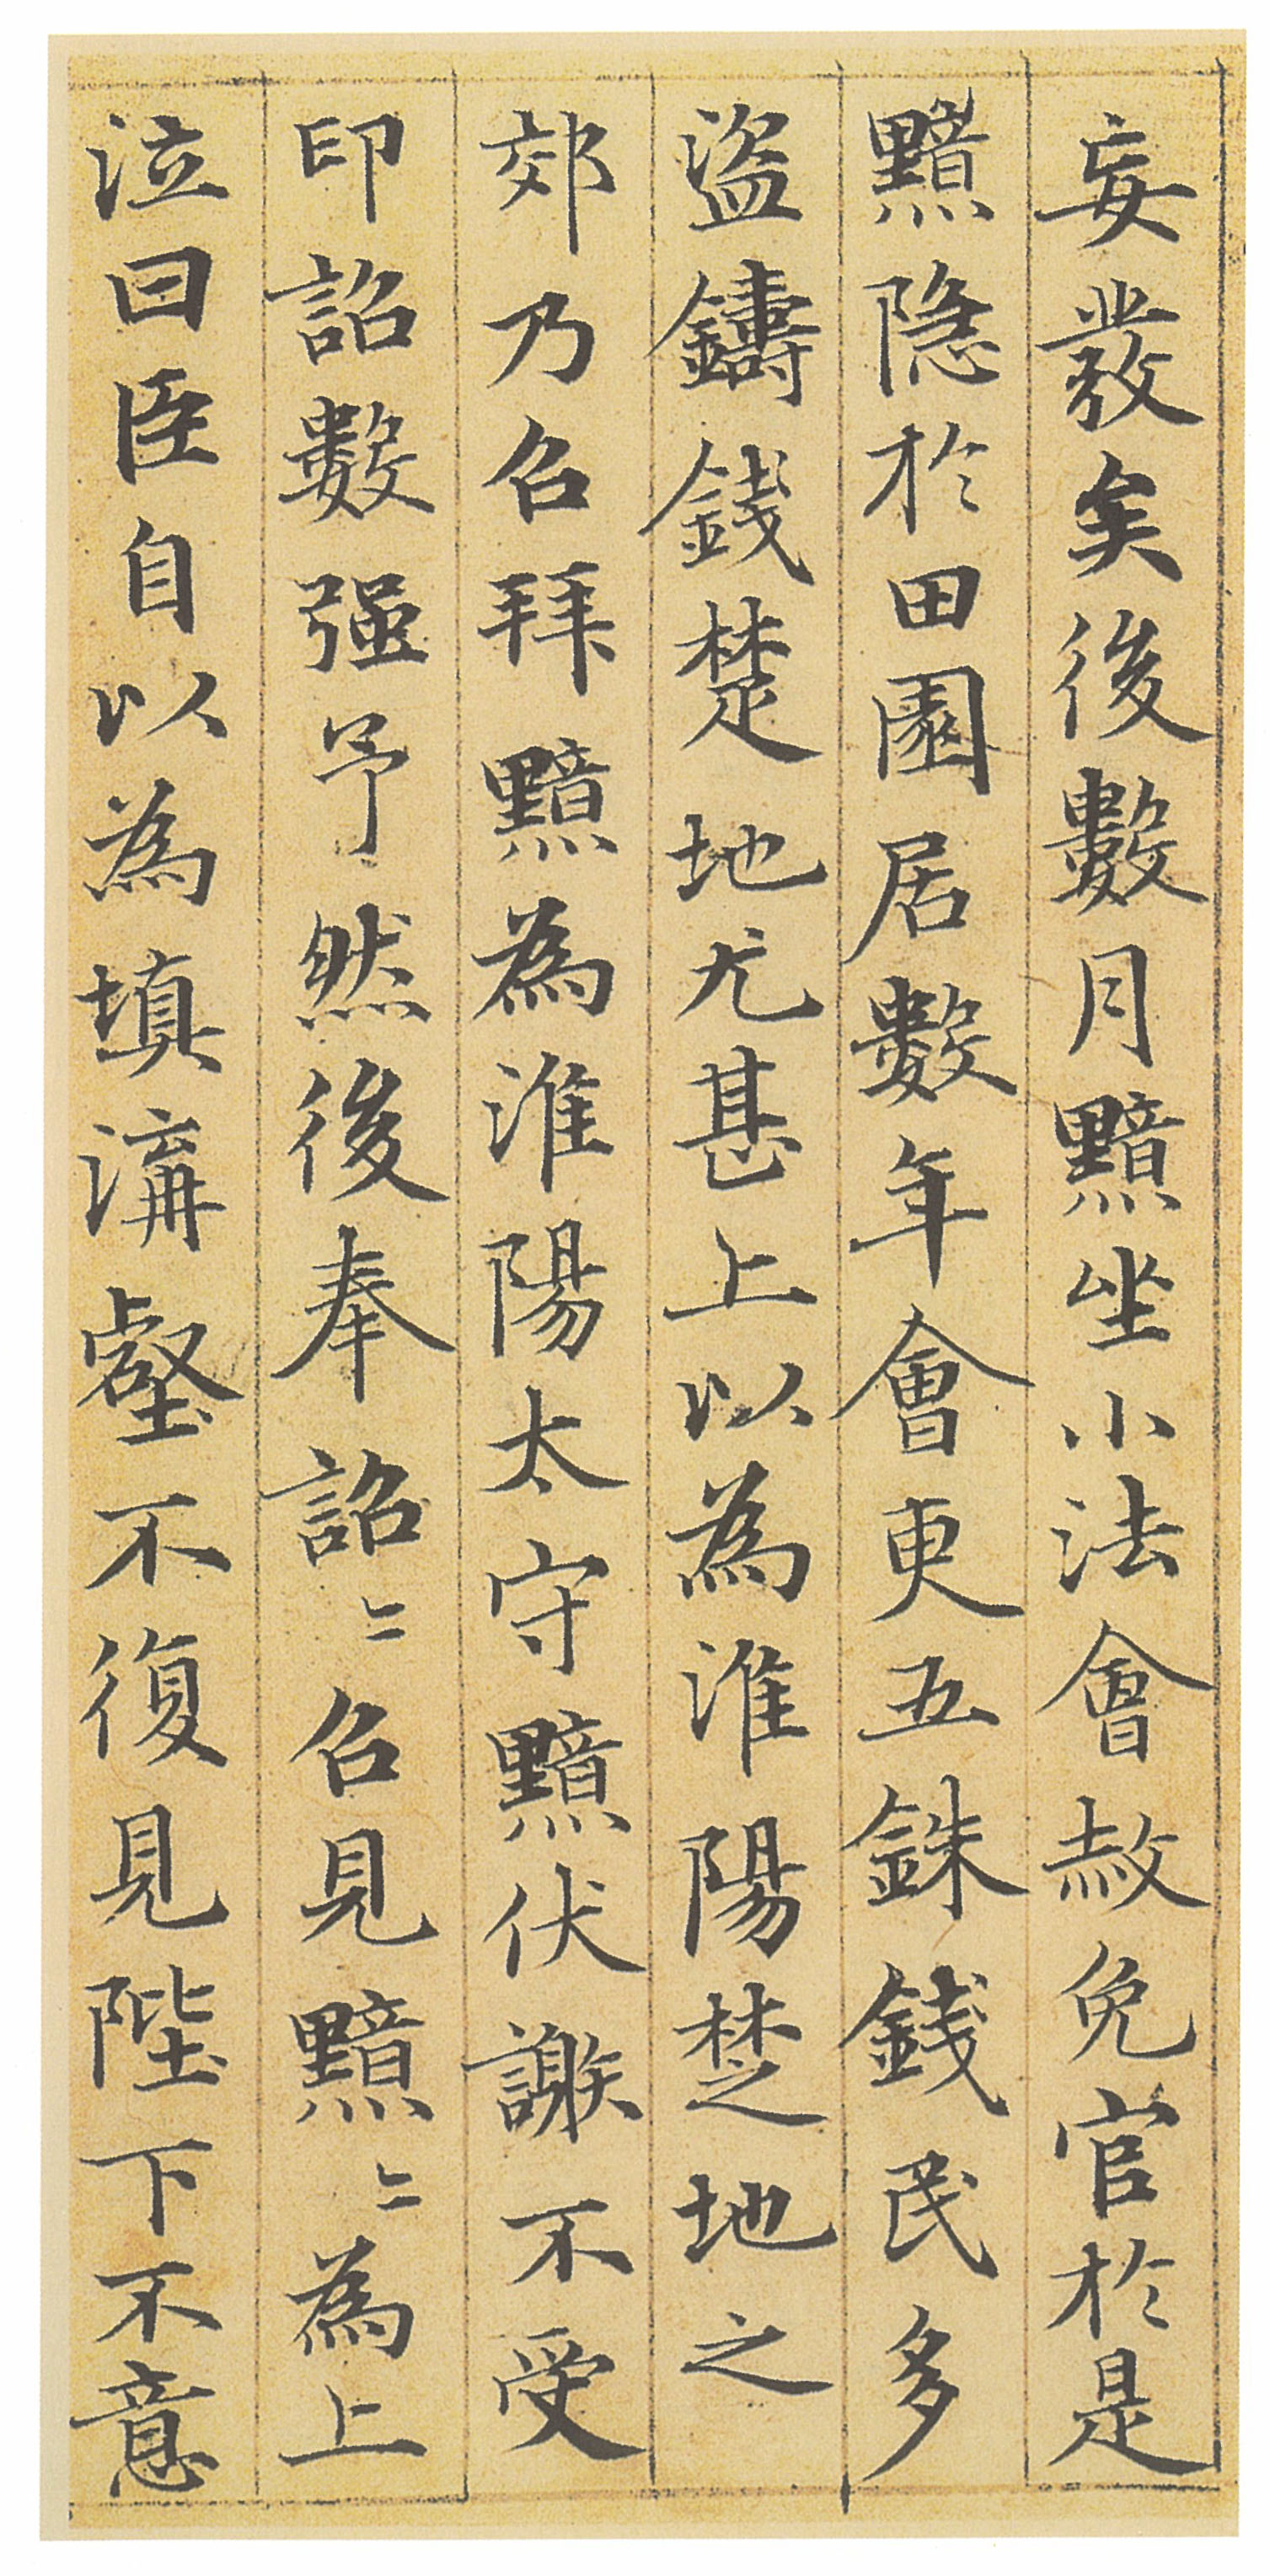 妄發矣後數月黯坐小法會赦免官於是
黯隱於田園居數年會更五銖錢民多
盜鑄錢楚地尤甚上以為淮陽楚地之
郊乃召拜黯為淮陽太守黯伏謝不受
印詔數強予然後奉詔〻召見黯〻為上
泣曰臣自以為填溝壑不復見陛下不意